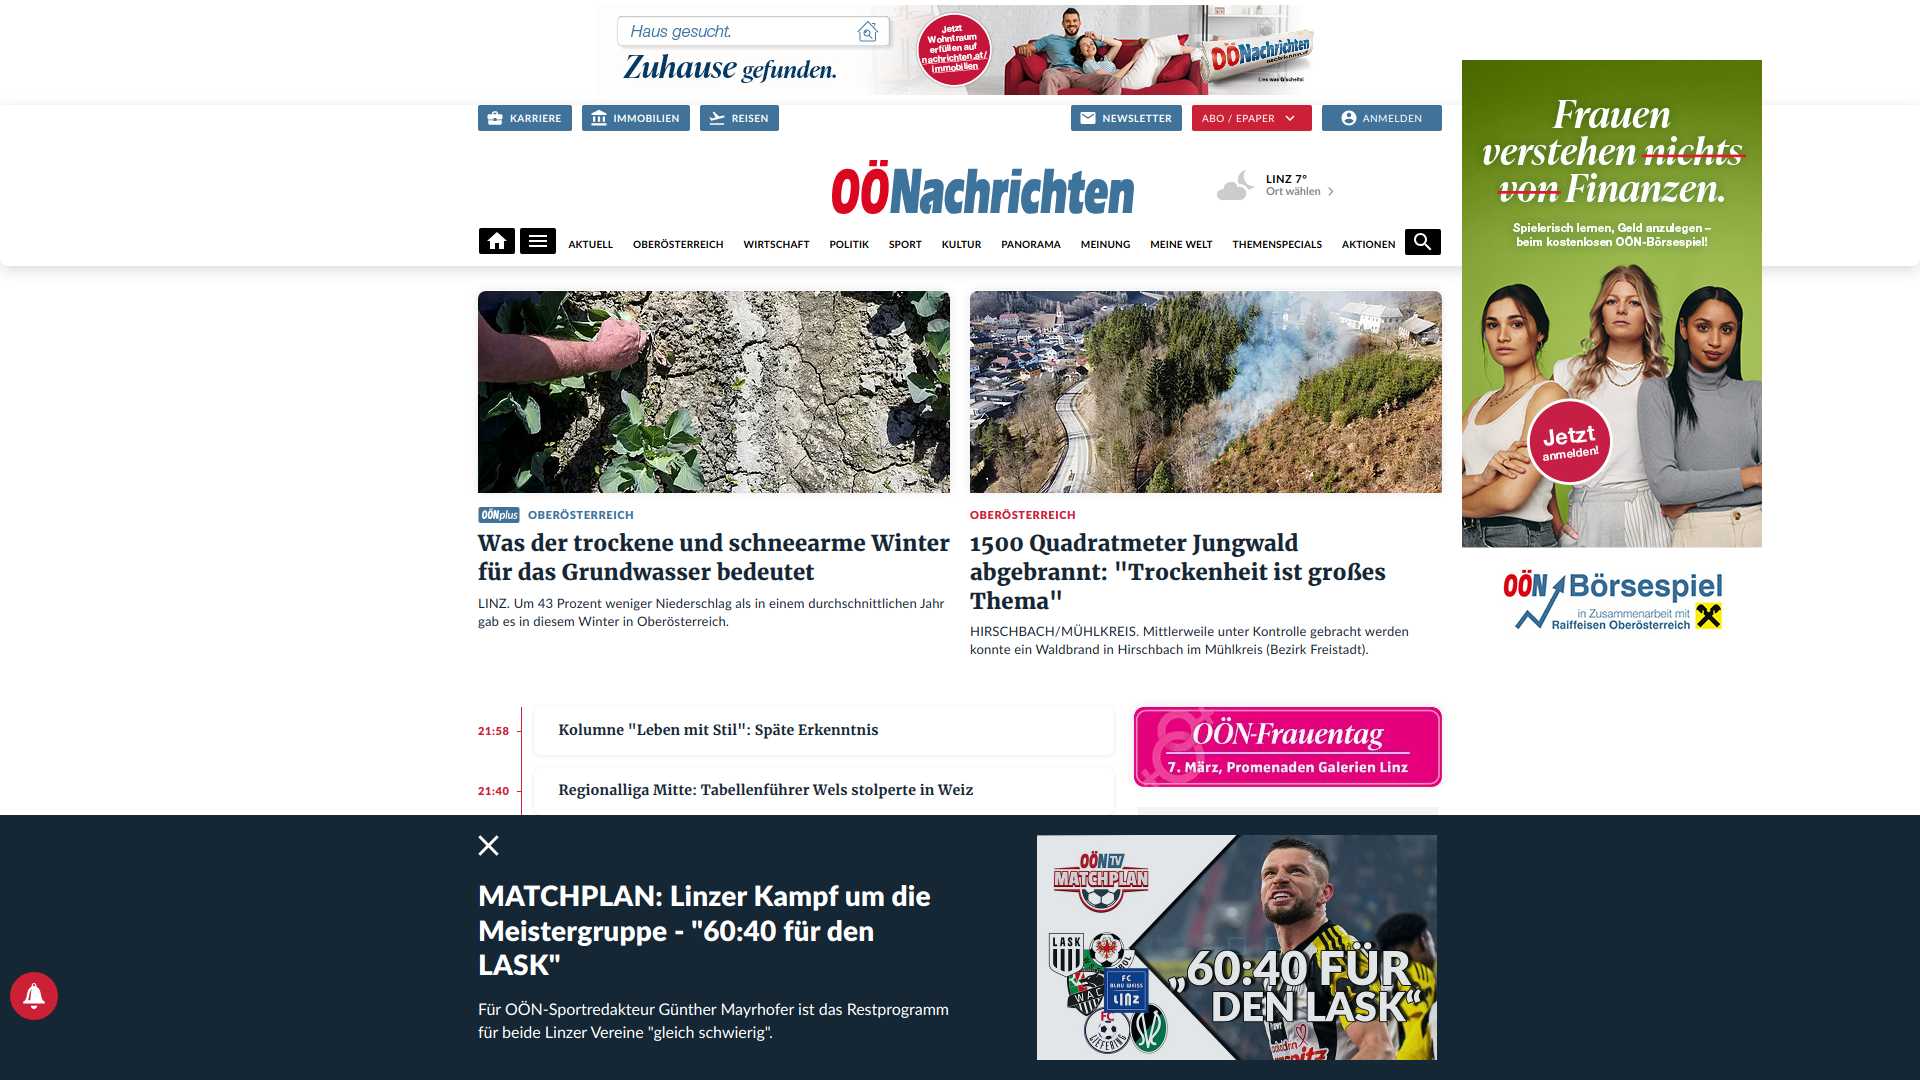 Haus gesucht.
Zuhause gefunden.
Jetzt
Wohntraum
erfüllen auf
nachrichten.at/
immobilien
OÖNachrichten
Lies was G'scheits!
KARRIERE
IMMOBILIEN
REISEN
NEWSLETTER
ABO / EPAPER
ANMELDEN
OÖNachrichten
LINZ 7°
Ort wählen
AKTUELL
OBERÖSTERREICH
WIRTSCHAFT
POLITIK
SPORT
KULTUR
PANORAMA
MEINUNG
MEINE WELT
THEMENSPECIALS
AKTIONEN
Frauen
verstehen nichts
von Finanzen.
Spielerisch lernen, Geld anzulegen –
beim kostenlosen OÖN-Börsespiel!
Jetzt
anmelden!
OÖN Börsespiel
in Zusammenarbeit mit
Raiffeisen Oberösterreich
OÖNplus OBERÖSTERREICH
Was der trockene und schneearme Winter
für das Grundwasser bedeutet
LINZ. Um 43 Prozent weniger Niederschlag als in einem durchschnittlichen Jahr
gab es in diesem Winter in Oberösterreich.
OBERÖSTERREICH
1500 Quadratmeter Jungwald
abgebrannt: "Trockenheit ist großes
Thema"
HIRSCHBACH/MÜHLKREIS. Mittlerweile unter Kontrolle gebracht werden
konnte ein Waldbrand in Hirschbach im Mühlkreis (Bezirk Freistadt).
21:58
Kolumne "Leben mit Stil": Späte Erkenntnis
21:40
Regionalliga Mitte: Tabellenführer Wels stolperte in Weiz
OÖN-Frauentag
7. März, Promenaden Galerien Linz
MATCHPLAN: Linzer Kampf um die
Meistergruppe - "60:40 für den
LASK"
Für OÖN-Sportredakteur Günther Mayrhofer ist das Restprogramm
für beide Linzer Vereine "gleich schwierig".
OÖN TV
MATCHPLAN
LASK
WAC
FC
BLAU WEISS
LINZ
FC
LIEFERING
SV
„60:40 FÜR
DEN LASK“